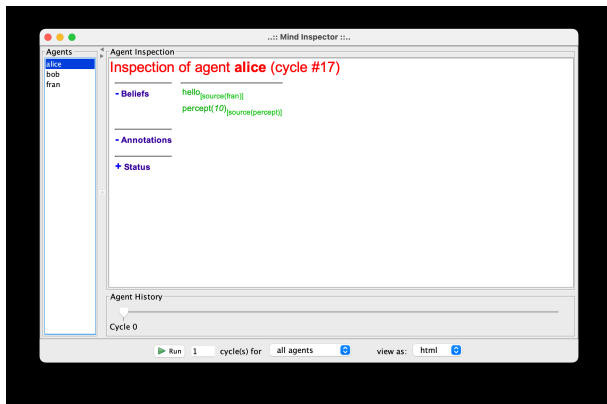 ..:: Mind Inspector ::..
Agents
alice
bob
fran
Agent Inspection
Inspection of agent alice (cycle #17)
- Beliefs
hello[source(fran)]
percept(10)[source(percept)]
- Annotations
+ Status
Agent History
Cycle 0
Run 1 cycle(s) for all agents view as: html